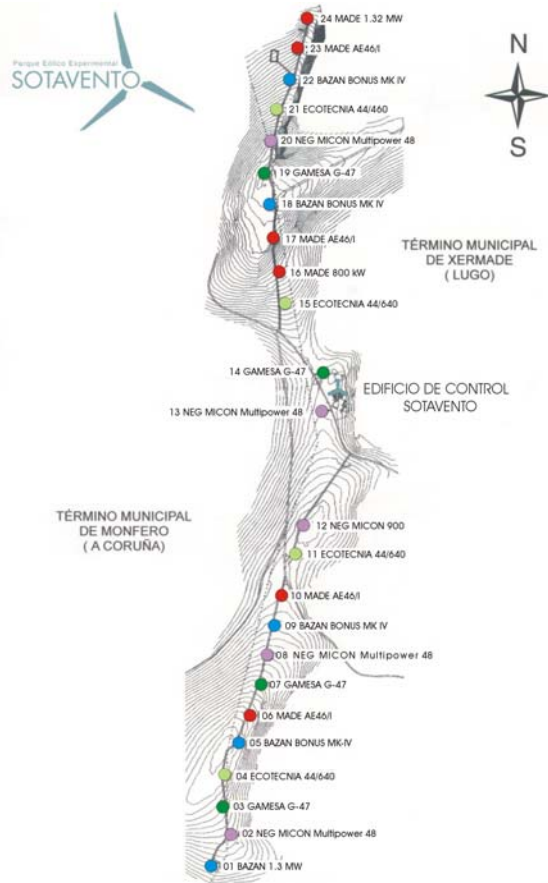 Parque Eólico Experimental
SOTAVENTO
N
S
24 MADE 1.32 MW
23 MADE AE46/I
22 BAZAN BONUS MK IV
21 ECOTECNIA 44/460
20 NEG MICON Multipower 48
19 GAMESA G-47
18 BAZAN BONUS MK IV
17 MADE AE46/I
16 MADE 800 kW
15 ECOTECNIA 44/640
TÉRMINO MUNICIPAL
DE XERMADE
( LUGO)
14 GAMESA G-47
EDIFICIO DE CONTROL
SOTAVENTO
13 NEG MICON Multipower 48
TÉRMINO MUNICIPAL
DE MONFERO
( A CORUÑA)
12 NEG MICON 900
11 ECOTECNIA 44/640
10 MADE AE46/I
09 BAZAN BONUS MK IV
08 NEG MICON Multipower 48
07 GAMESA G-47
06 MADE AE46/I
05 BAZAN BONUS MK-IV
04 ECOTECNIA 44/640
03 GAMESA G-47
02 NEG MICON Multipower 48
01 BAZAN 1.3 MW